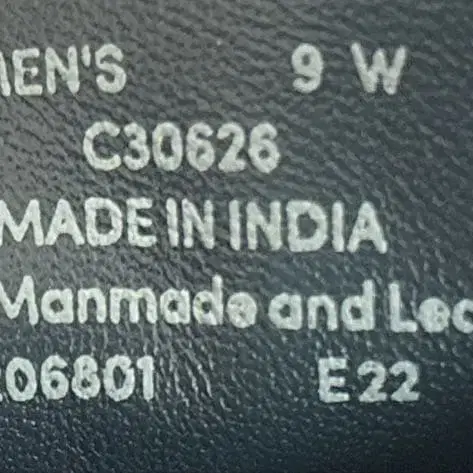 MEN'S 9 W
C30626
MADE IN INDIA
Manmade and Lea
06801 E22